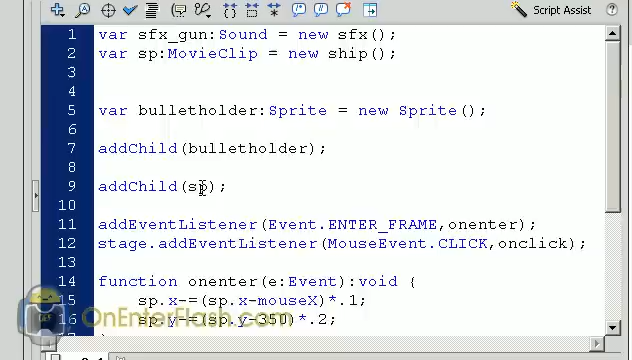 Script Assist
1 var sfx_gun:Sound = new sfx();
2 var sp:MovieClip = new ship();
3
4
5 var bulletholder:Sprite = new Sprite();
6
7 addChild(bulletholder);
8
9 addChild(sp);
10
11 addEventListener(Event.ENTER_FRAME,onenter);
12 stage.addEventListener(MouseEvent.CLICK,onclick);
13
14 function onenter(e:Event):void {
15 sp.x-=(sp.x-mouseX)*.1;
16 sp.y-=(sp.y-350)*.2;
OnEnterFlash.com